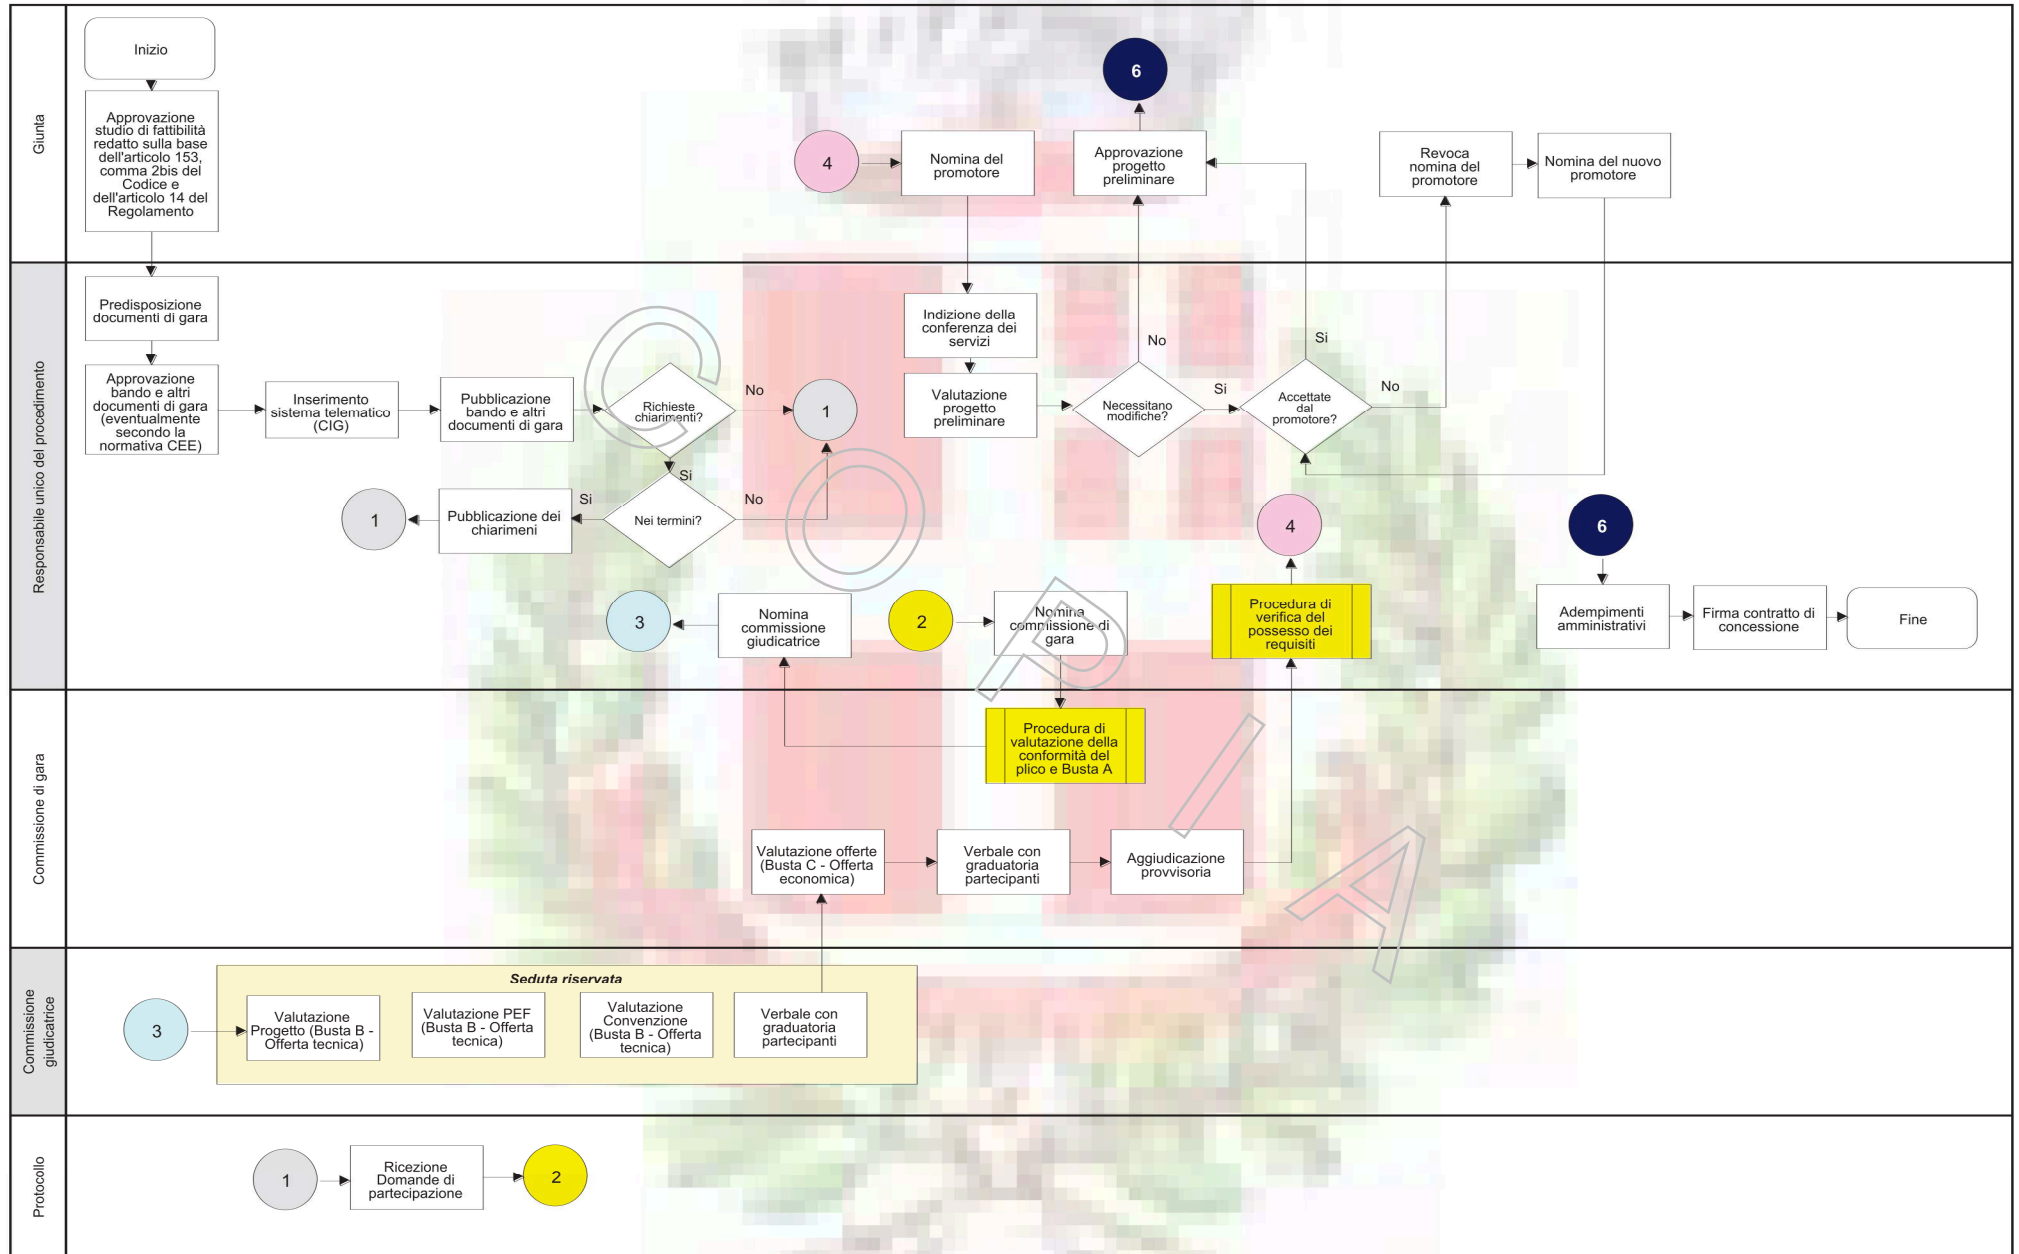 Giunta
Inizio
Approvazione
studio di fattibilità
redatto sulla base
dell'articolo 153,
comma 2bis del
Codice e
dell'articolo 14 del
Regolamento
4
Nomina del
promotore
6
Approvazione
progetto
preliminare
Revoca
nomina del
promotore
Nomina del nuovo
promotore
Responsabile unico del procedimento
Predisposizione
documenti di gara
Approvazione
bando e altri
documenti di gara
(eventualmente
secondo la
normativa CEE)
Inserimento
sistema telematico
(CIG)
Pubblicazione
bando e altri
documenti di gara
Richieste
chiarimenti?
No
1
Si
Nei termini?
No
Si
Pubblicazione dei
chiarimeni
1
Indizione della
conferenza dei
servizi
Valutazione
progetto
preliminare
Necessitano
modifiche?
No
Si
Accettate
dal
promotore?
Si
No
3
Nomina
commissione
giudicatrice
2
Nomina
commissione di
gara
4
Procedura di
verifica del
possesso dei
requisiti
6
Adempimenti
amministrativi
Firma contratto di
concessione
Fine
Commissione di gara
Procedura di
valutazione della
conformità del
plico e Busta A
Valutazione offerte
(Busta C - Offerta
economica)
Verbale con
graduatoria
partecipanti
Aggiudicazione
provvisoria
Commissione
giudicatrice
3
Seduta riservata
Valutazione
Progetto (Busta B -
Offerta tecnica)
Valutazione PEF
(Busta B - Offerta
tecnica)
Valutazione
Convenzione
(Busta B - Offerta
tecnica)
Verbale con
graduatoria
partecipanti
Protocollo
1
Ricezione
Domande di
partecipazione
2
COPIA